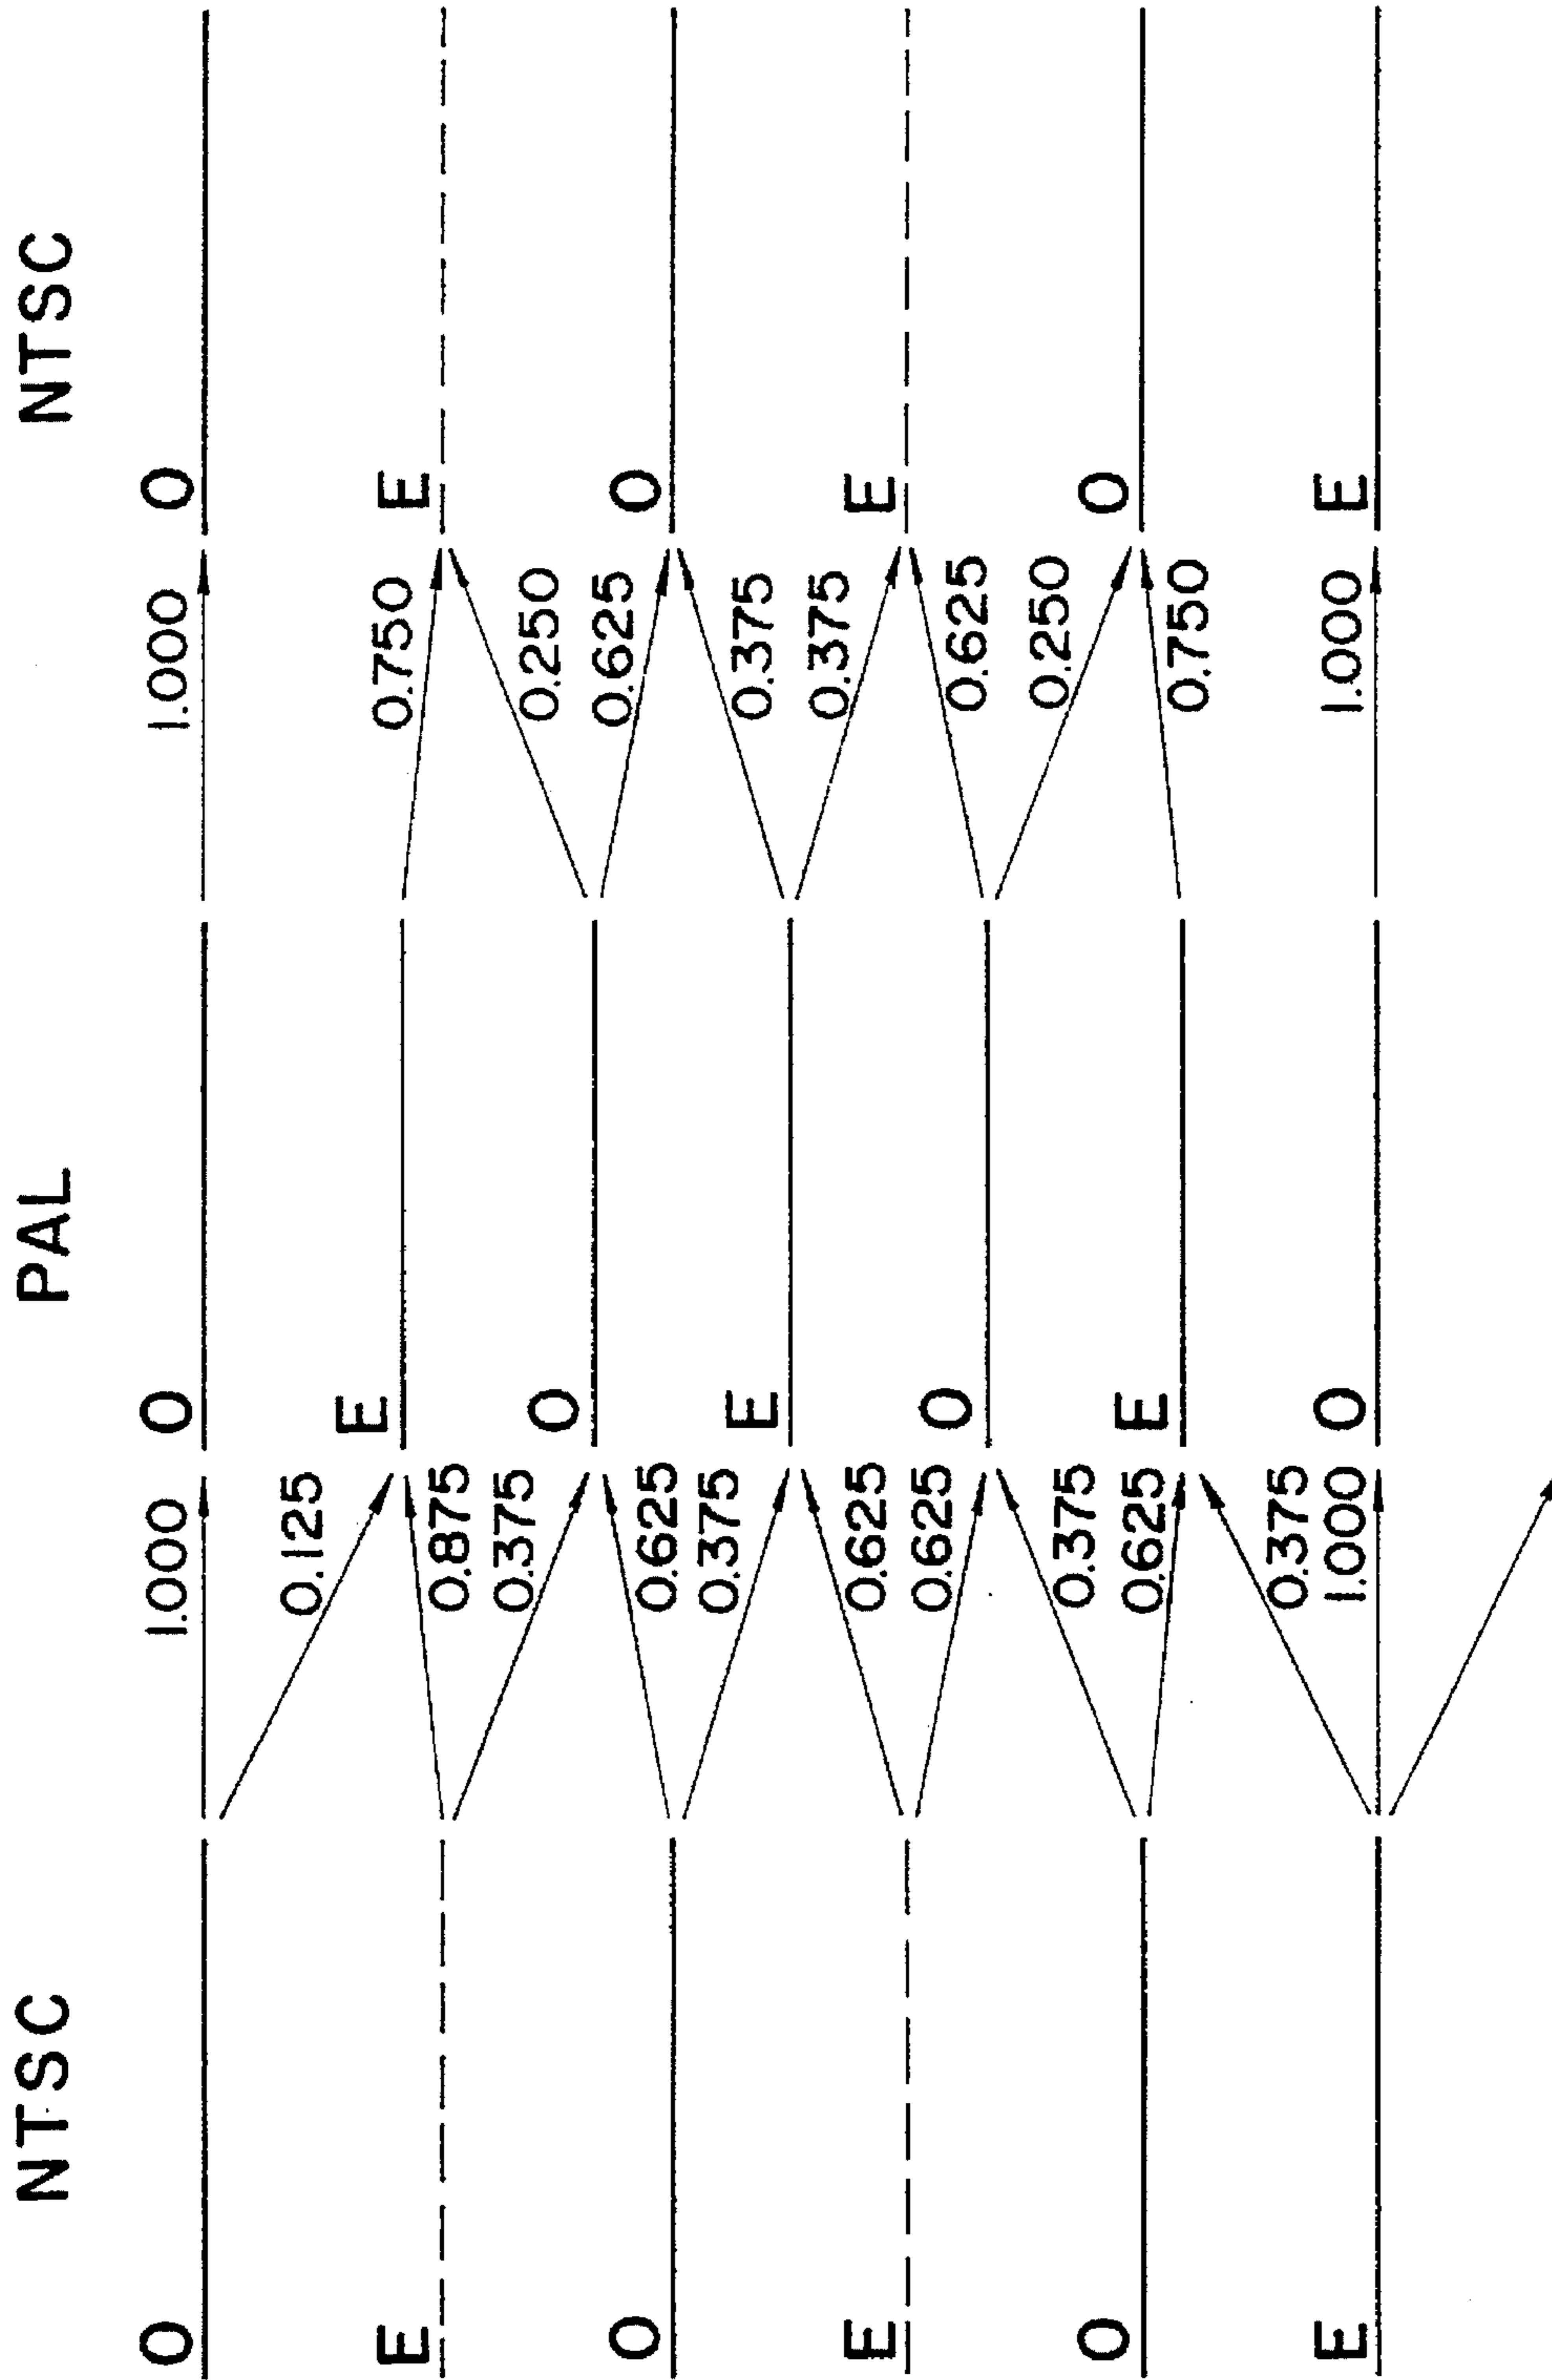 NTSC PAL NTSC
O 1.000 O 1.000 O
0.125
E E 0.750 E
0.875
0.375 O 0.250
O 0.625 0.625 O
0.375 E 0.375
E 0.625 0.375 E
0.625 O 0.625
O 0.375 0.250 O
0.625 E 0.750
0.375
E 1.000 O 1.000 E